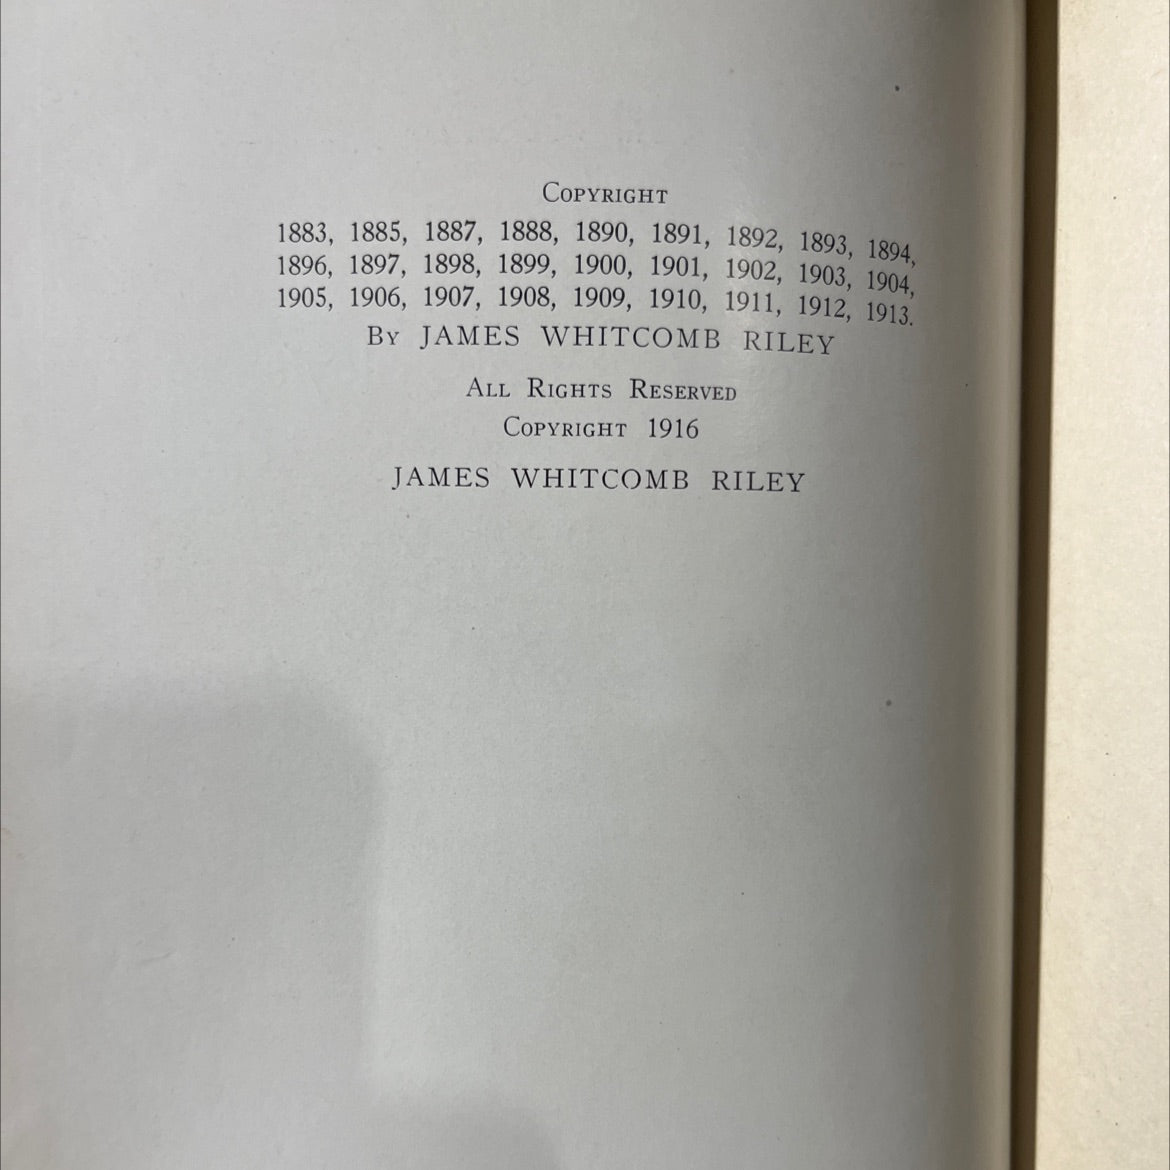 Copyright
1883, 1885, 1887, 1888, 1890, 1891, 1892, 1893, 1894,
1896, 1897, 1898, 1899, 1900, 1901, 1902, 1903, 1904,
1905, 1906, 1907, 1908, 1909, 1910, 1911, 1912, 1913.
By JAMES WHITCOMB RILEY
All Rights Reserved
Copyright 1916
JAMES WHITCOMB RILEY